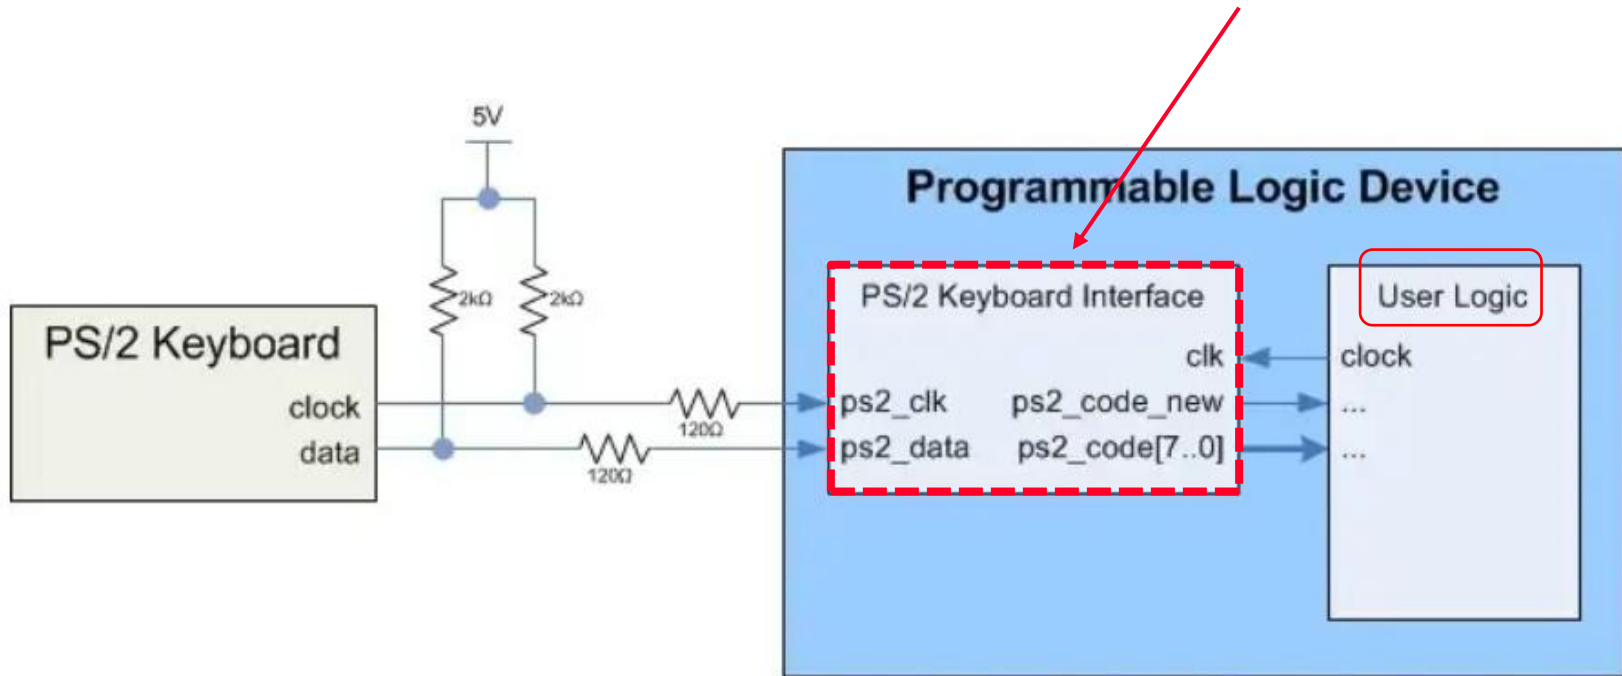 5V
Programmable Logic Device
2kΩ
2kΩ
PS/2 Keyboard
clock
data
120Ω
120Ω
PS/2 Keyboard Interface
clk
ps2_clk
ps2_code_new
ps2_data
ps2_code[7..0]
User Logic
clock
...
...